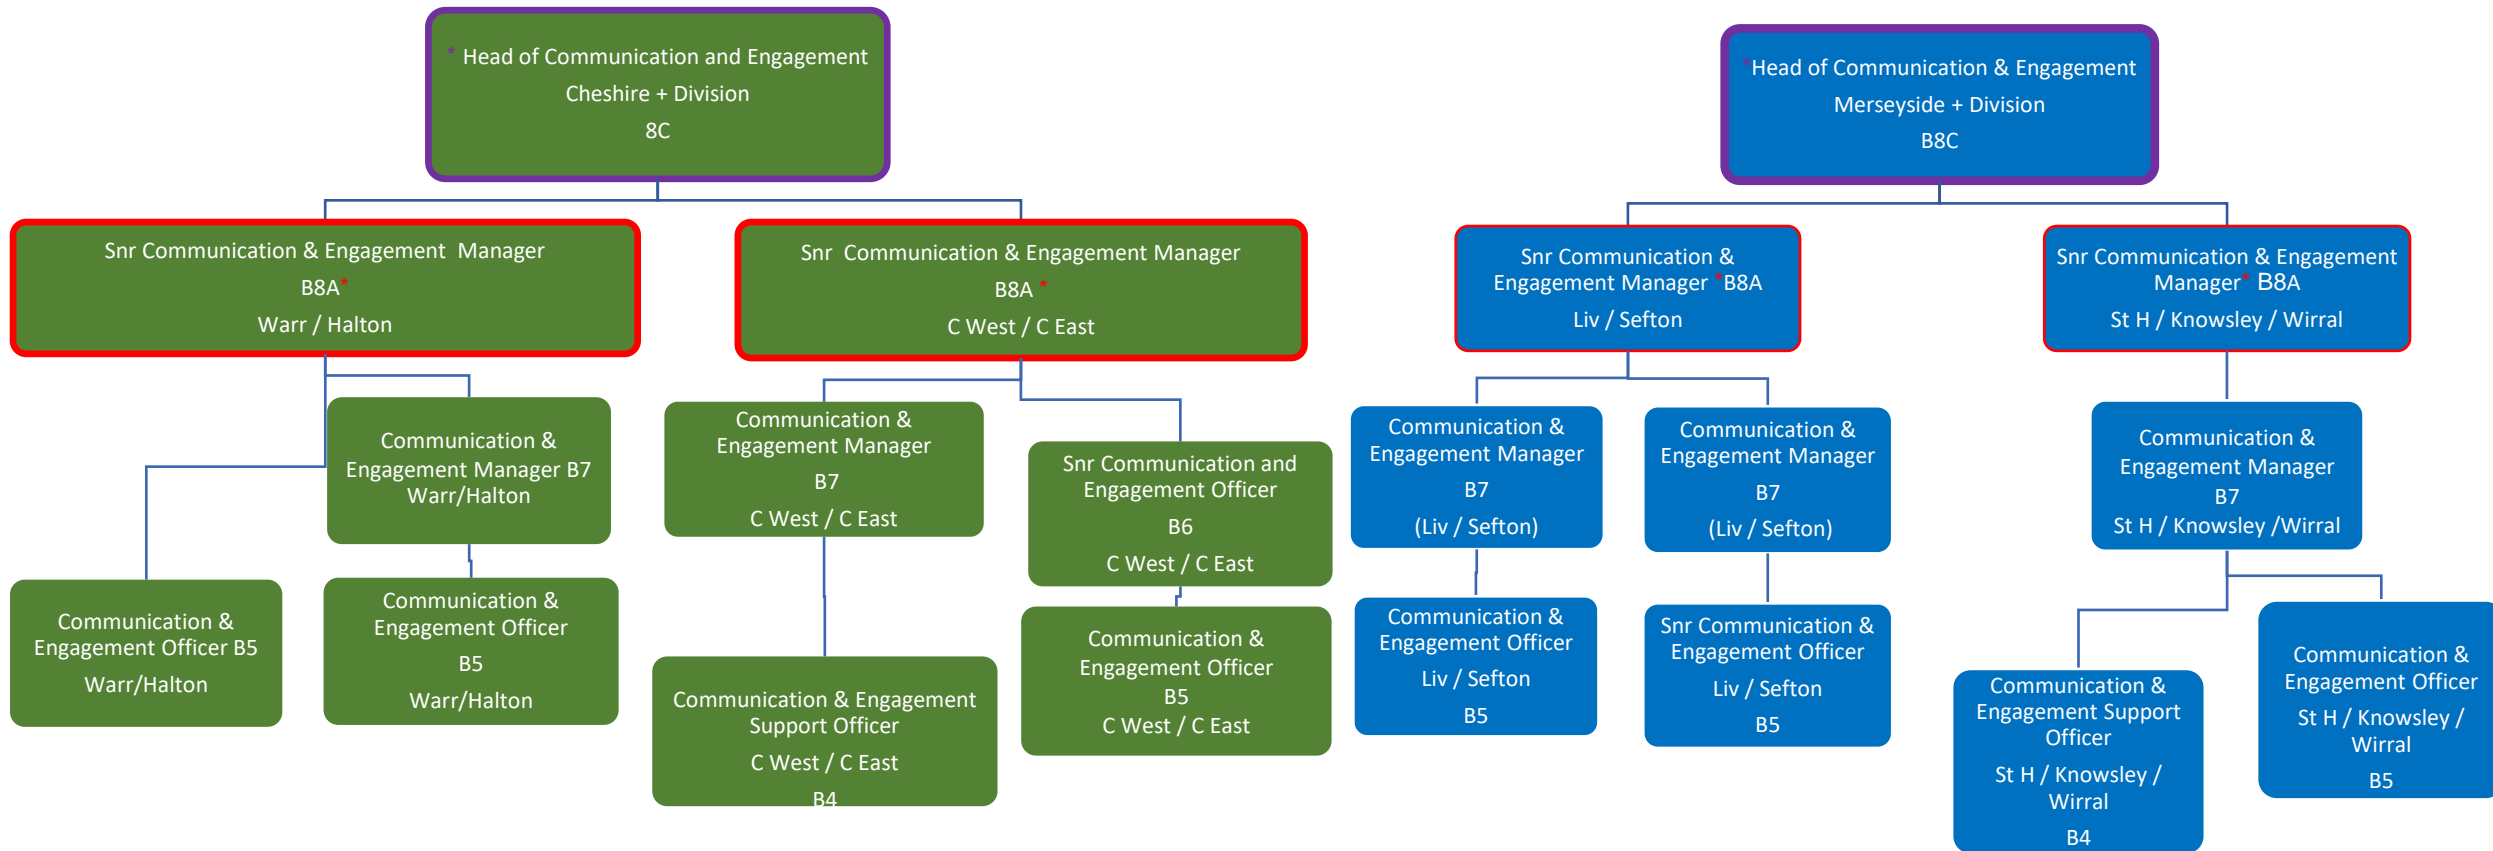 * Head of Communication and Engagement
Cheshire + Division
8C
*Head of Communication & Engagement
Merseyside + Division
B8C
Snr Communication & Engagement  Manager
B8A*
Warr / Halton
Snr  Communication & Engagement Manager
B8A *
C West / C East
Snr Communication &
Engagement Manager *B8A
Liv / Sefton
Snr Communication & Engagement
Manager* B8A
St H / Knowsley / Wirral
Communication &
Engagement Manager B7
Warr/Halton
Communication &
Engagement Manager
B7
C West / C East
Snr Communication and
Engagement Officer
B6
C West / C East
Communication &
Engagement Manager
B7
(Liv / Sefton)
Communication &
Engagement Manager
B7
(Liv / Sefton)
Communication &
Engagement Manager
B7
St H / Knowsley /Wirral
Communication &
Engagement Officer B5
Warr/Halton
Communication &
Engagement Officer
B5
Warr/Halton
Communication & Engagement
Support Officer
C West / C East
B4
Communication &
Engagement Officer
B5
C West / C East
Communication &
Engagement Officer
Liv / Sefton
B5
Snr Communication &
Engagement Officer
Liv / Sefton
B5
Communication &
Engagement Support
Officer
St H / Knowsley /
Wirral
B4
Communication &
Engagement Officer
St H / Knowsley /
Wirral
B5